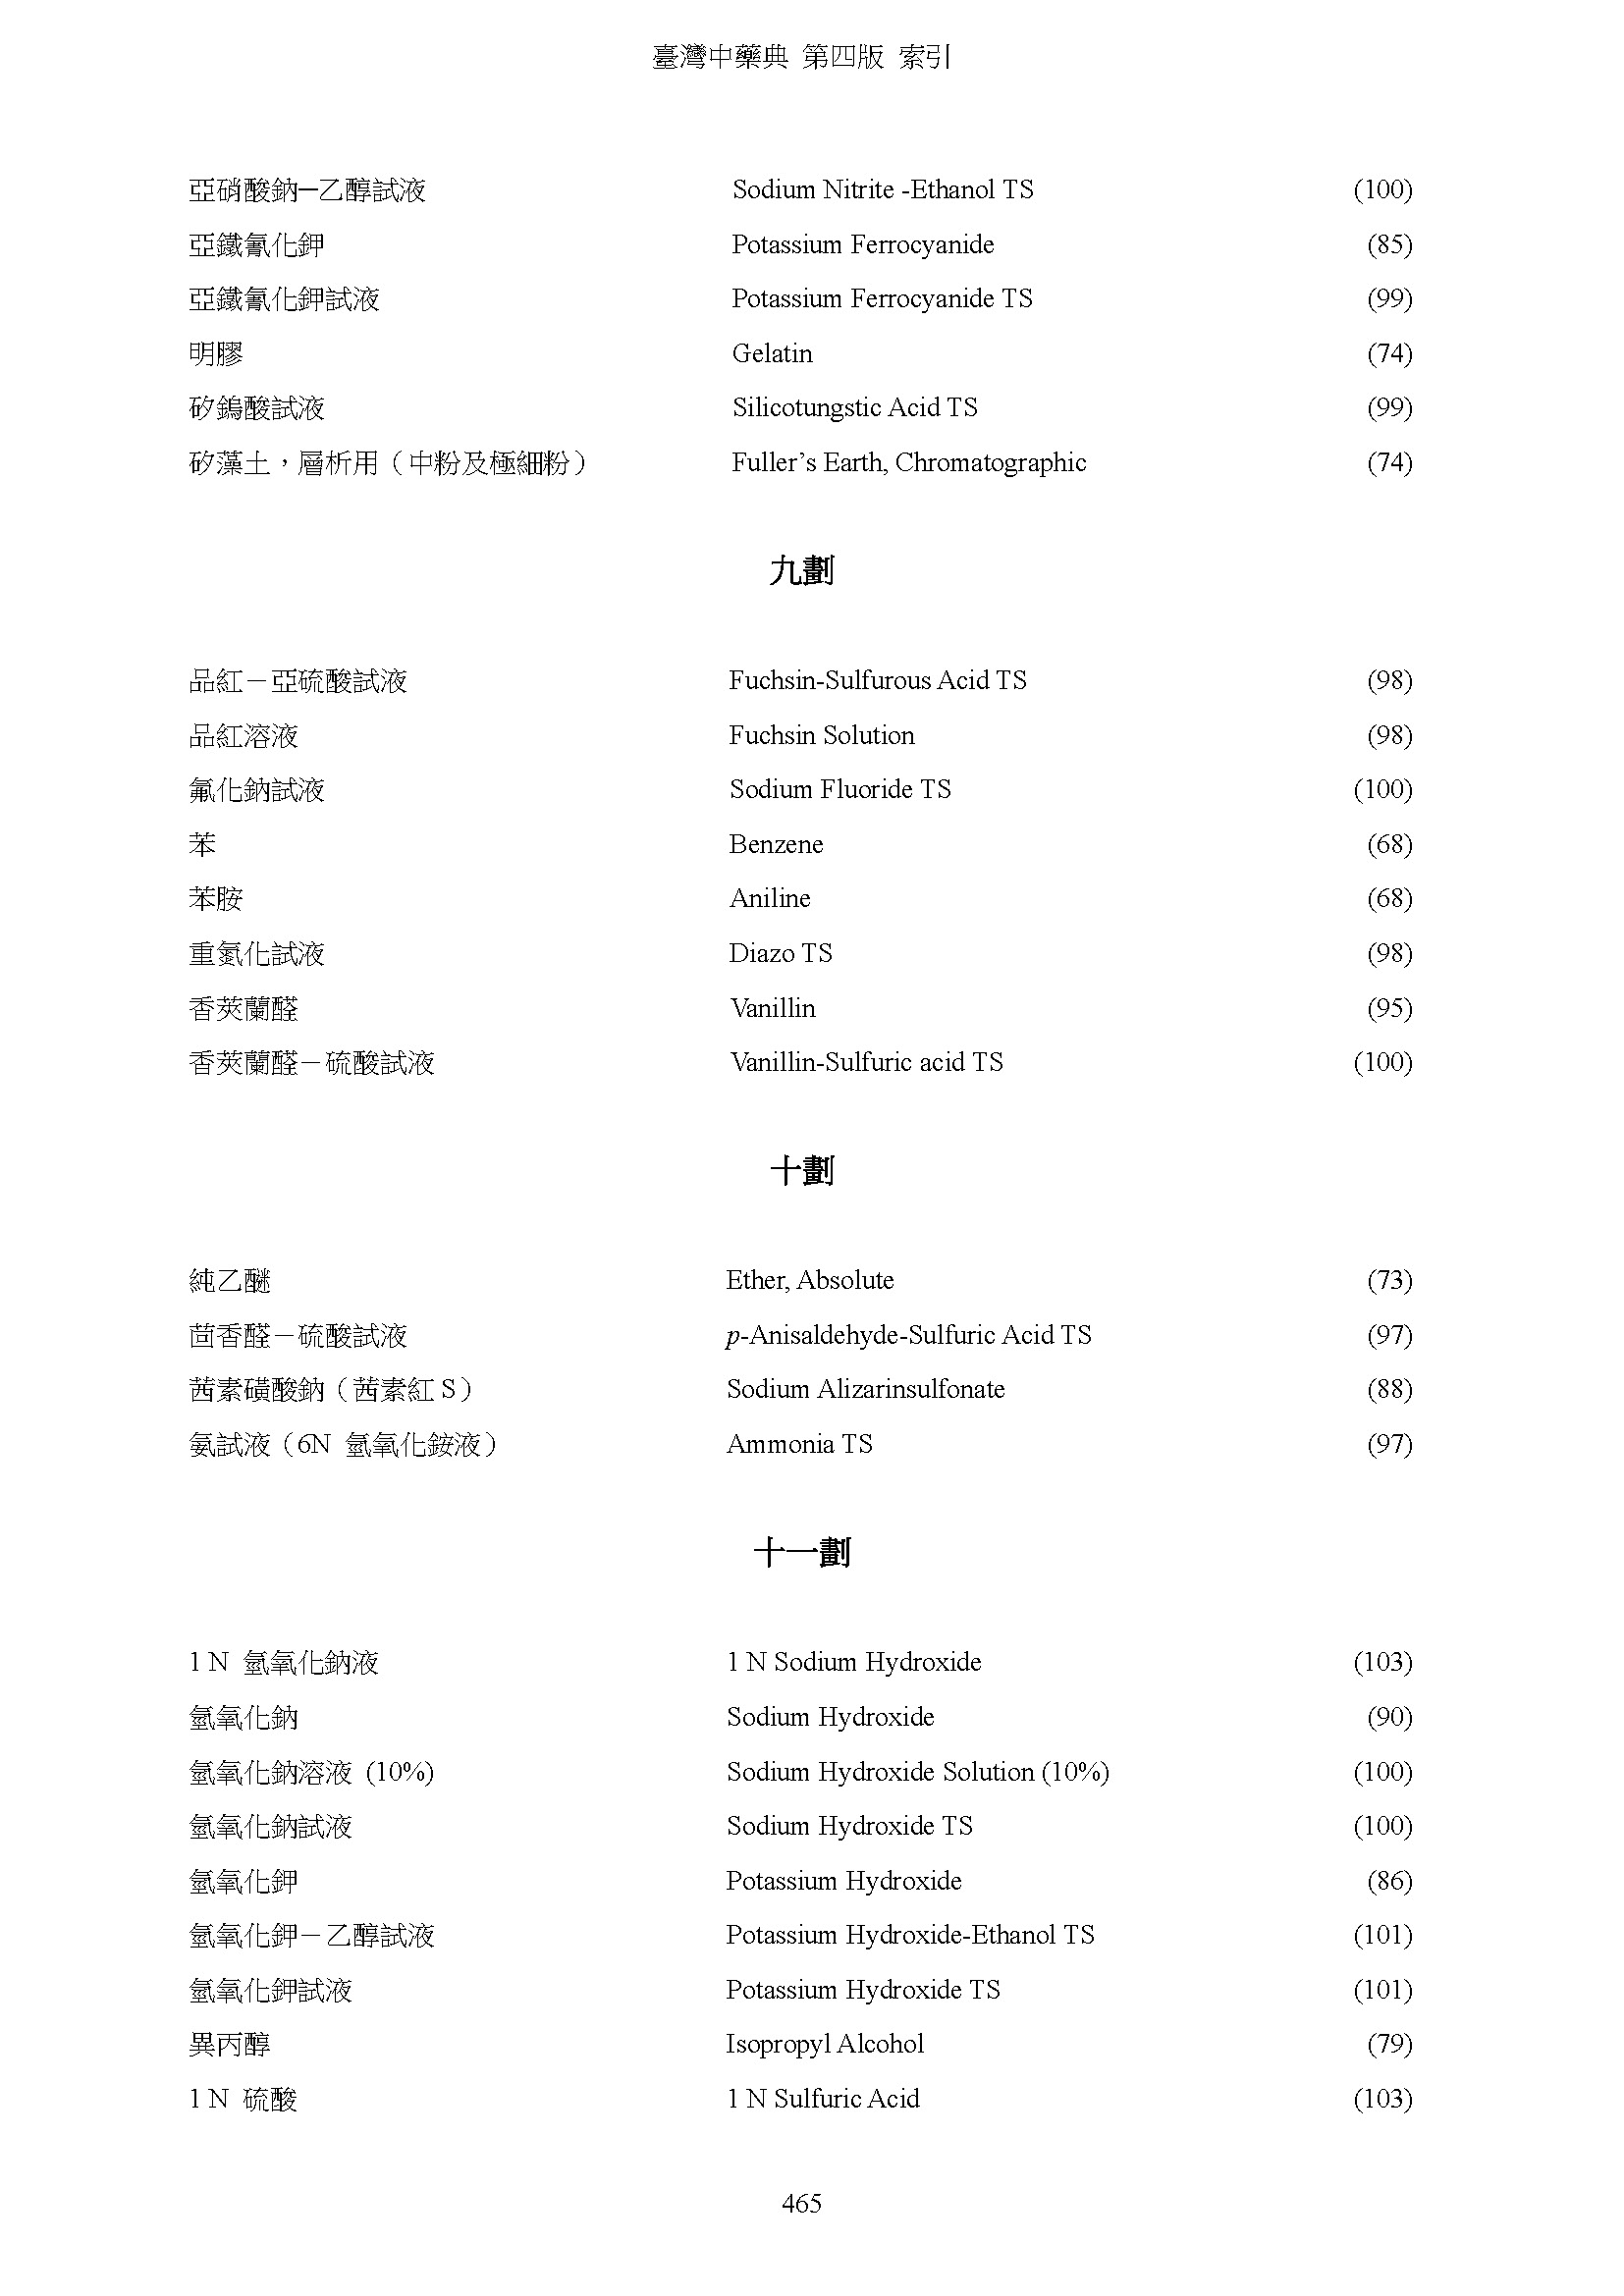 臺灣中藥典 第四版 索引
亞硝酸鈉─乙醇試液 Sodium Nitrite -Ethanol TS (100)
亞鐵氰化鉀 Potassium Ferrocyanide (85)
亞鐵氰化鉀試液 Potassium Ferrocyanide TS (99)
明膠 Gelatin (74)
矽鎢酸試液 Silicotungstic Acid TS (99)
矽藻土，層析用（中粉及極細粉） Fuller’s Earth, Chromatographic (74)
九劃
品紅－亞硫酸試液 Fuchsin-Sulfurous Acid TS (98)
品紅溶液 Fuchsin Solution (98)
氟化鈉試液 Sodium Fluoride TS (100)
苯 Benzene (68)
苯胺 Aniline (68)
重氮化試液 Diazo TS (98)
香莢蘭醛 Vanillin (95)
香莢蘭醛－硫酸試液 Vanillin-Sulfuric acid TS (100)
十劃
純乙醚 Ether, Absolute (73)
茴香醛－硫酸試液 p-Anisaldehyde-Sulfuric Acid TS (97)
茜素磺酸鈉（茜素紅 S） Sodium Alizarinsulfonate (88)
氨試液（6N 氫氧化銨液） Ammonia TS (97)
十一劃
1 N 氫氧化鈉液 1 N Sodium Hydroxide (103)
氫氧化鈉 Sodium Hydroxide (90)
氫氧化鈉溶液 (10%) Sodium Hydroxide Solution (10%) (100)
氫氧化鈉試液 Sodium Hydroxide TS (100)
氫氧化鉀 Potassium Hydroxide (86)
氫氧化鉀－乙醇試液 Potassium Hydroxide-Ethanol TS (101)
氫氧化鉀試液 Potassium Hydroxide TS (101)
異丙醇 Isopropyl Alcohol (79)
1 N 硫酸 1 N Sulfuric Acid (103)
465